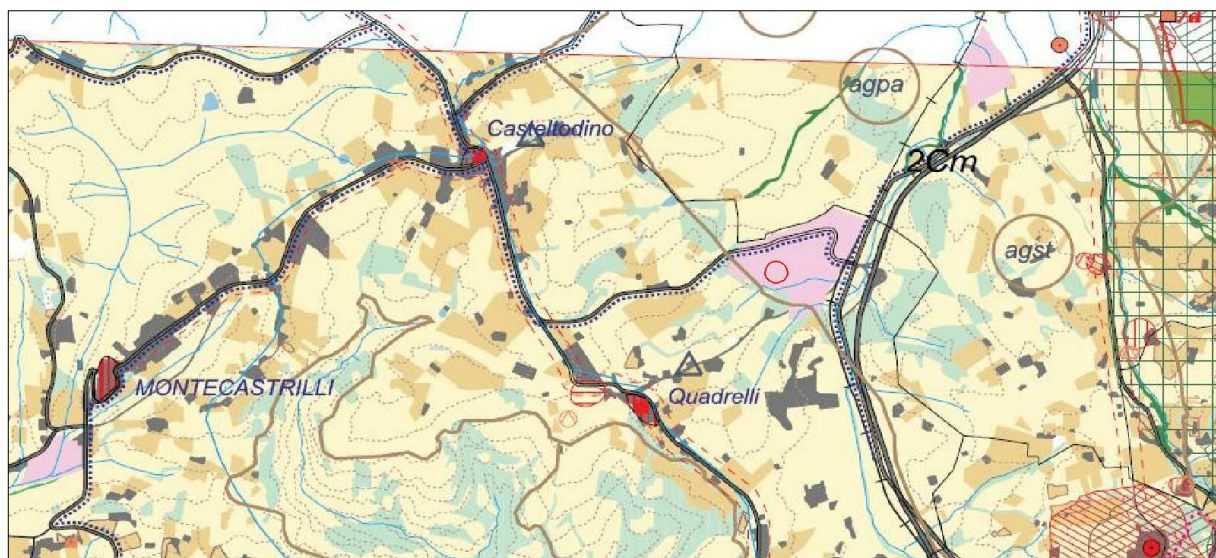 agpa
Casteltodino
2Cm
agst
MONTECASTRILLI
Quadrelli